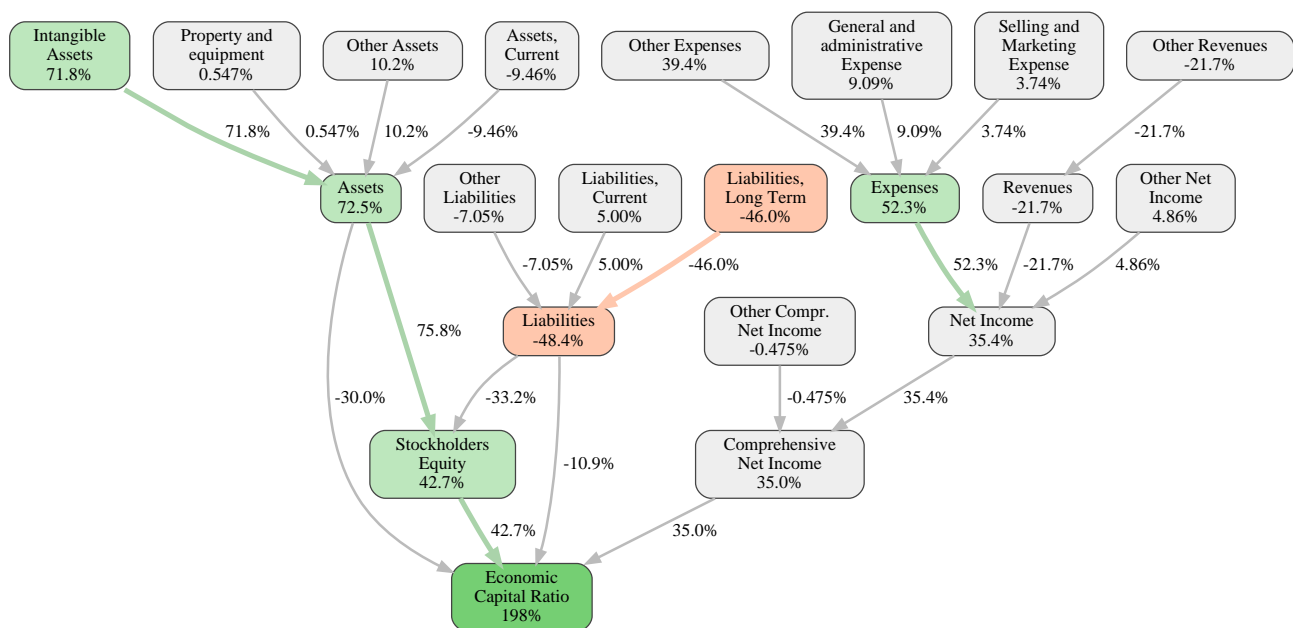 Intangible
Assets
71.8%
Property and
equipment
0.547%
Other Assets
10.2%
Assets,
Current
-9.46%
Other Expenses
39.4%
General and
administrative
Expense
9.09%
Selling and
Marketing
Expense
3.74%
Other Revenues
-21.7%
71.8%
0.547%
10.2%
-9.46%
39.4%
9.09%
3.74%
-21.7%
Assets
72.5%
Other
Liabilities
-7.05%
Liabilities,
Current
5.00%
Liabilities,
Long Term
-46.0%
Expenses
52.3%
Revenues
-21.7%
Other Net
Income
4.86%
-7.05%
5.00%
-46.0%
52.3%
-21.7%
4.86%
75.8%
Liabilities
-48.4%
Other Compr.
Net Income
-0.475%
Net Income
35.4%
-30.0%
-33.2%
-0.475%
35.4%
Stockholders
Equity
42.7%
-10.9%
Comprehensive
Net Income
35.0%
42.7%
35.0%
Economic
Capital Ratio
198%